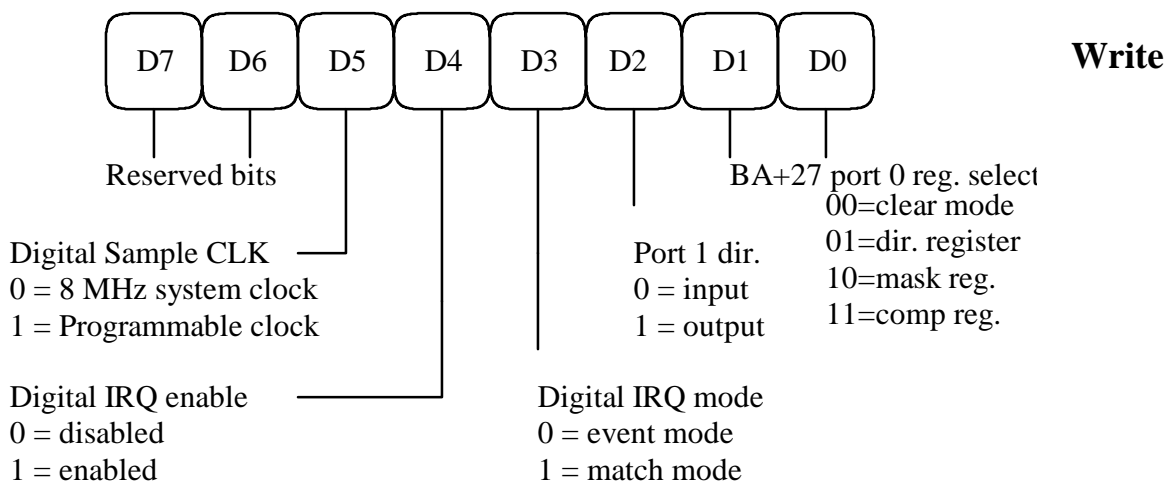 D7 D6 D5 D4 D3 D2 D1 D0
Write
Reserved bits
BA+27 port 0 reg. select
00=clear mode
01=dir. register
10=mask reg.
11=comp reg.
Digital Sample CLK
0 = 8 MHz system clock
1 = Programmable clock
Port 1 dir.
0 = input
1 = output
Digital IRQ enable
0 = disabled
1 = enabled
Digital IRQ mode
0 = event mode
1 = match mode